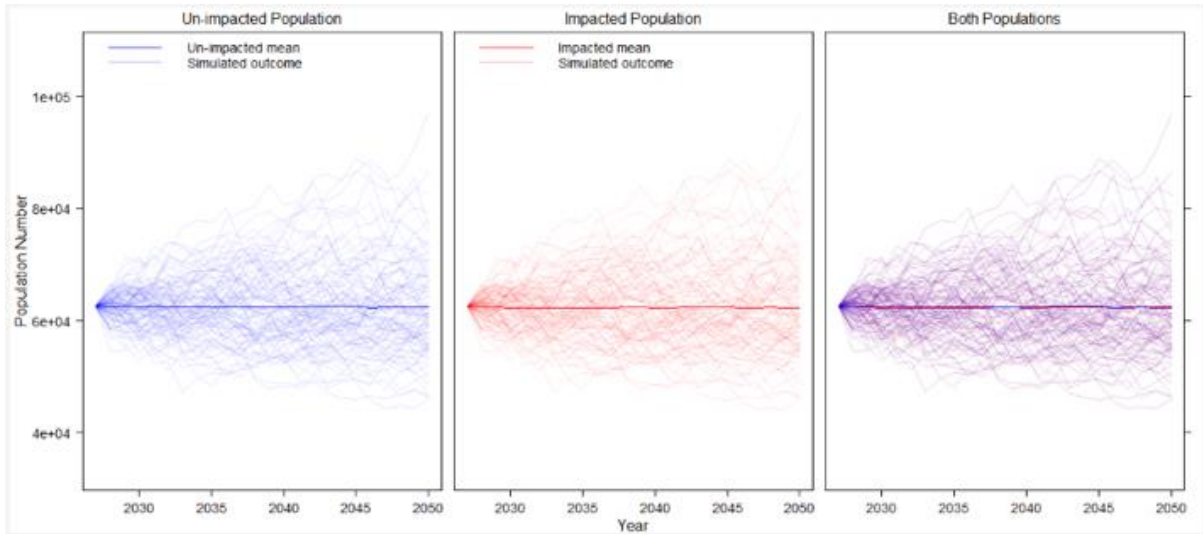 Un-impacted Population
Impacted Population
Both Populations
Un-impacted mean
Simulated outcome
Impacted mean
Simulated outcome
Population Number
1e+05
8e+04
6e+04
4e+04
2030 2035 2040 2045 2050
2030 2035 2040 2045 2050
2030 2035 2040 2045 2050
Year